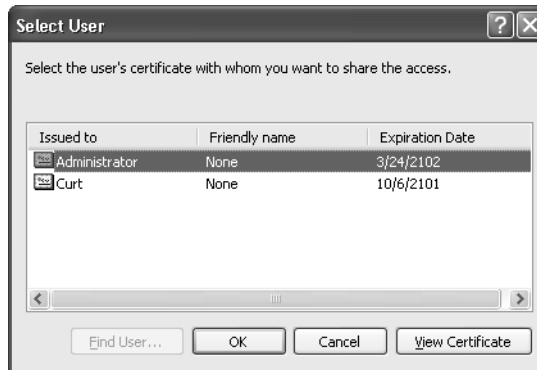 Select User
Select the user's certificate with whom you want to share the access.
Issued to Friendly name Expiration Date
Administrator None 3/24/2102
Curt None 10/6/2101
Find User... OK Cancel View Certificate